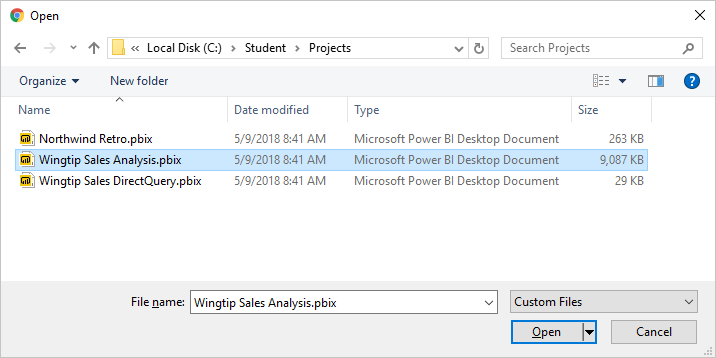 Open
« Local Disk (C:) > Student > Projects Search Projects
Organize New folder ?
Name Date modified Type Size
Northwind Retro.pbix 5/9/2018 8:41 AM Microsoft Power BI Desktop Document 263 KB
Wingtip Sales Analysis.pbix 5/9/2018 8:41 AM Microsoft Power BI Desktop Document 9,087 KB
Wingtip Sales DirectQuery.pbix 5/9/2018 8:41 AM Microsoft Power BI Desktop Document 29 KB
File name: Wingtip Sales Analysis.pbix Custom Files
Open Cancel